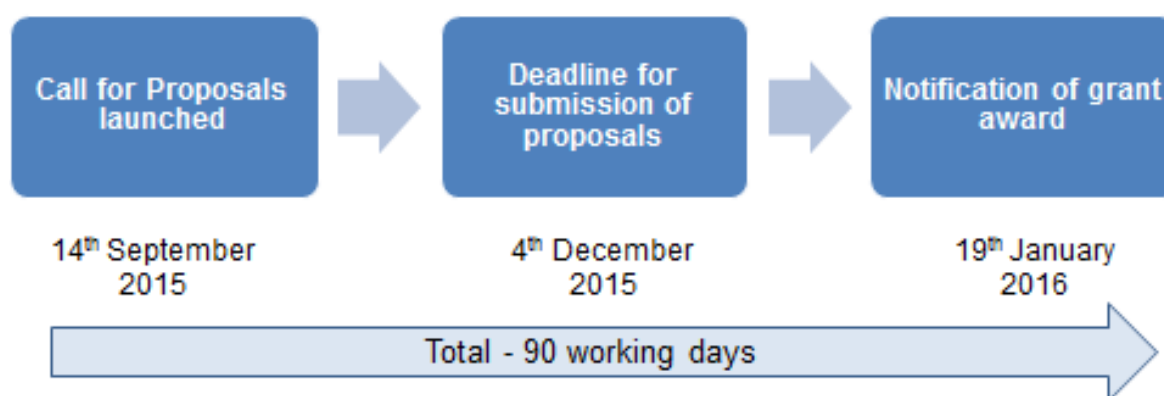 Call for Proposals
launched
Deadline for
submission of
proposals
Notification of grant
award
14th September
2015
4th December
2015
19th January
2016
Total - 90 working days